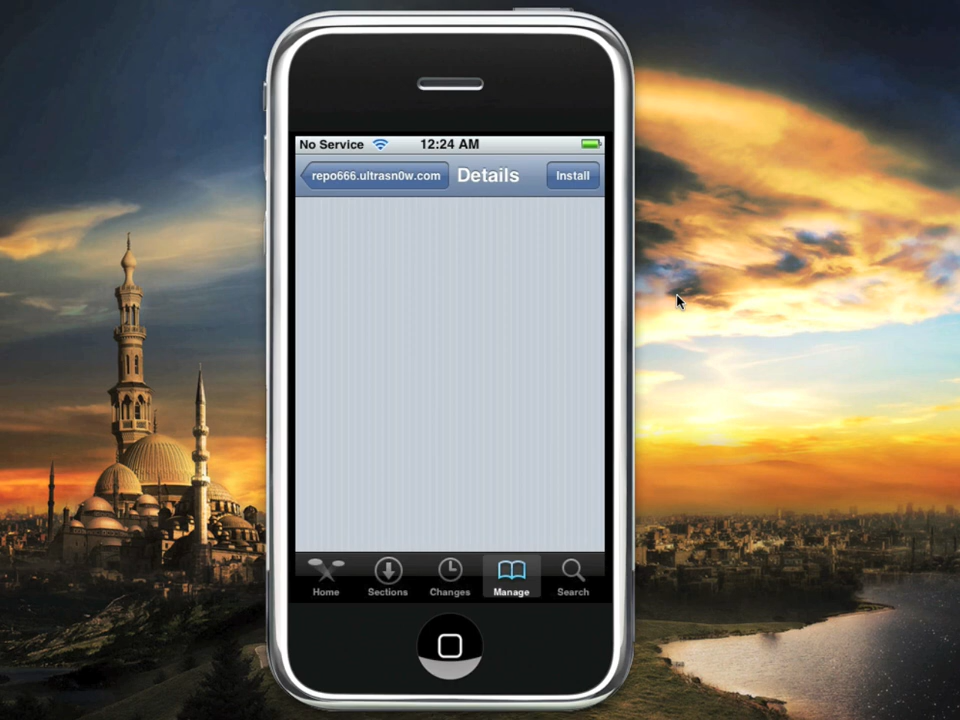 No Service 12:24 AM
repo666.ultrasn0w.com Details Install
Home Sections Changes Manage Search